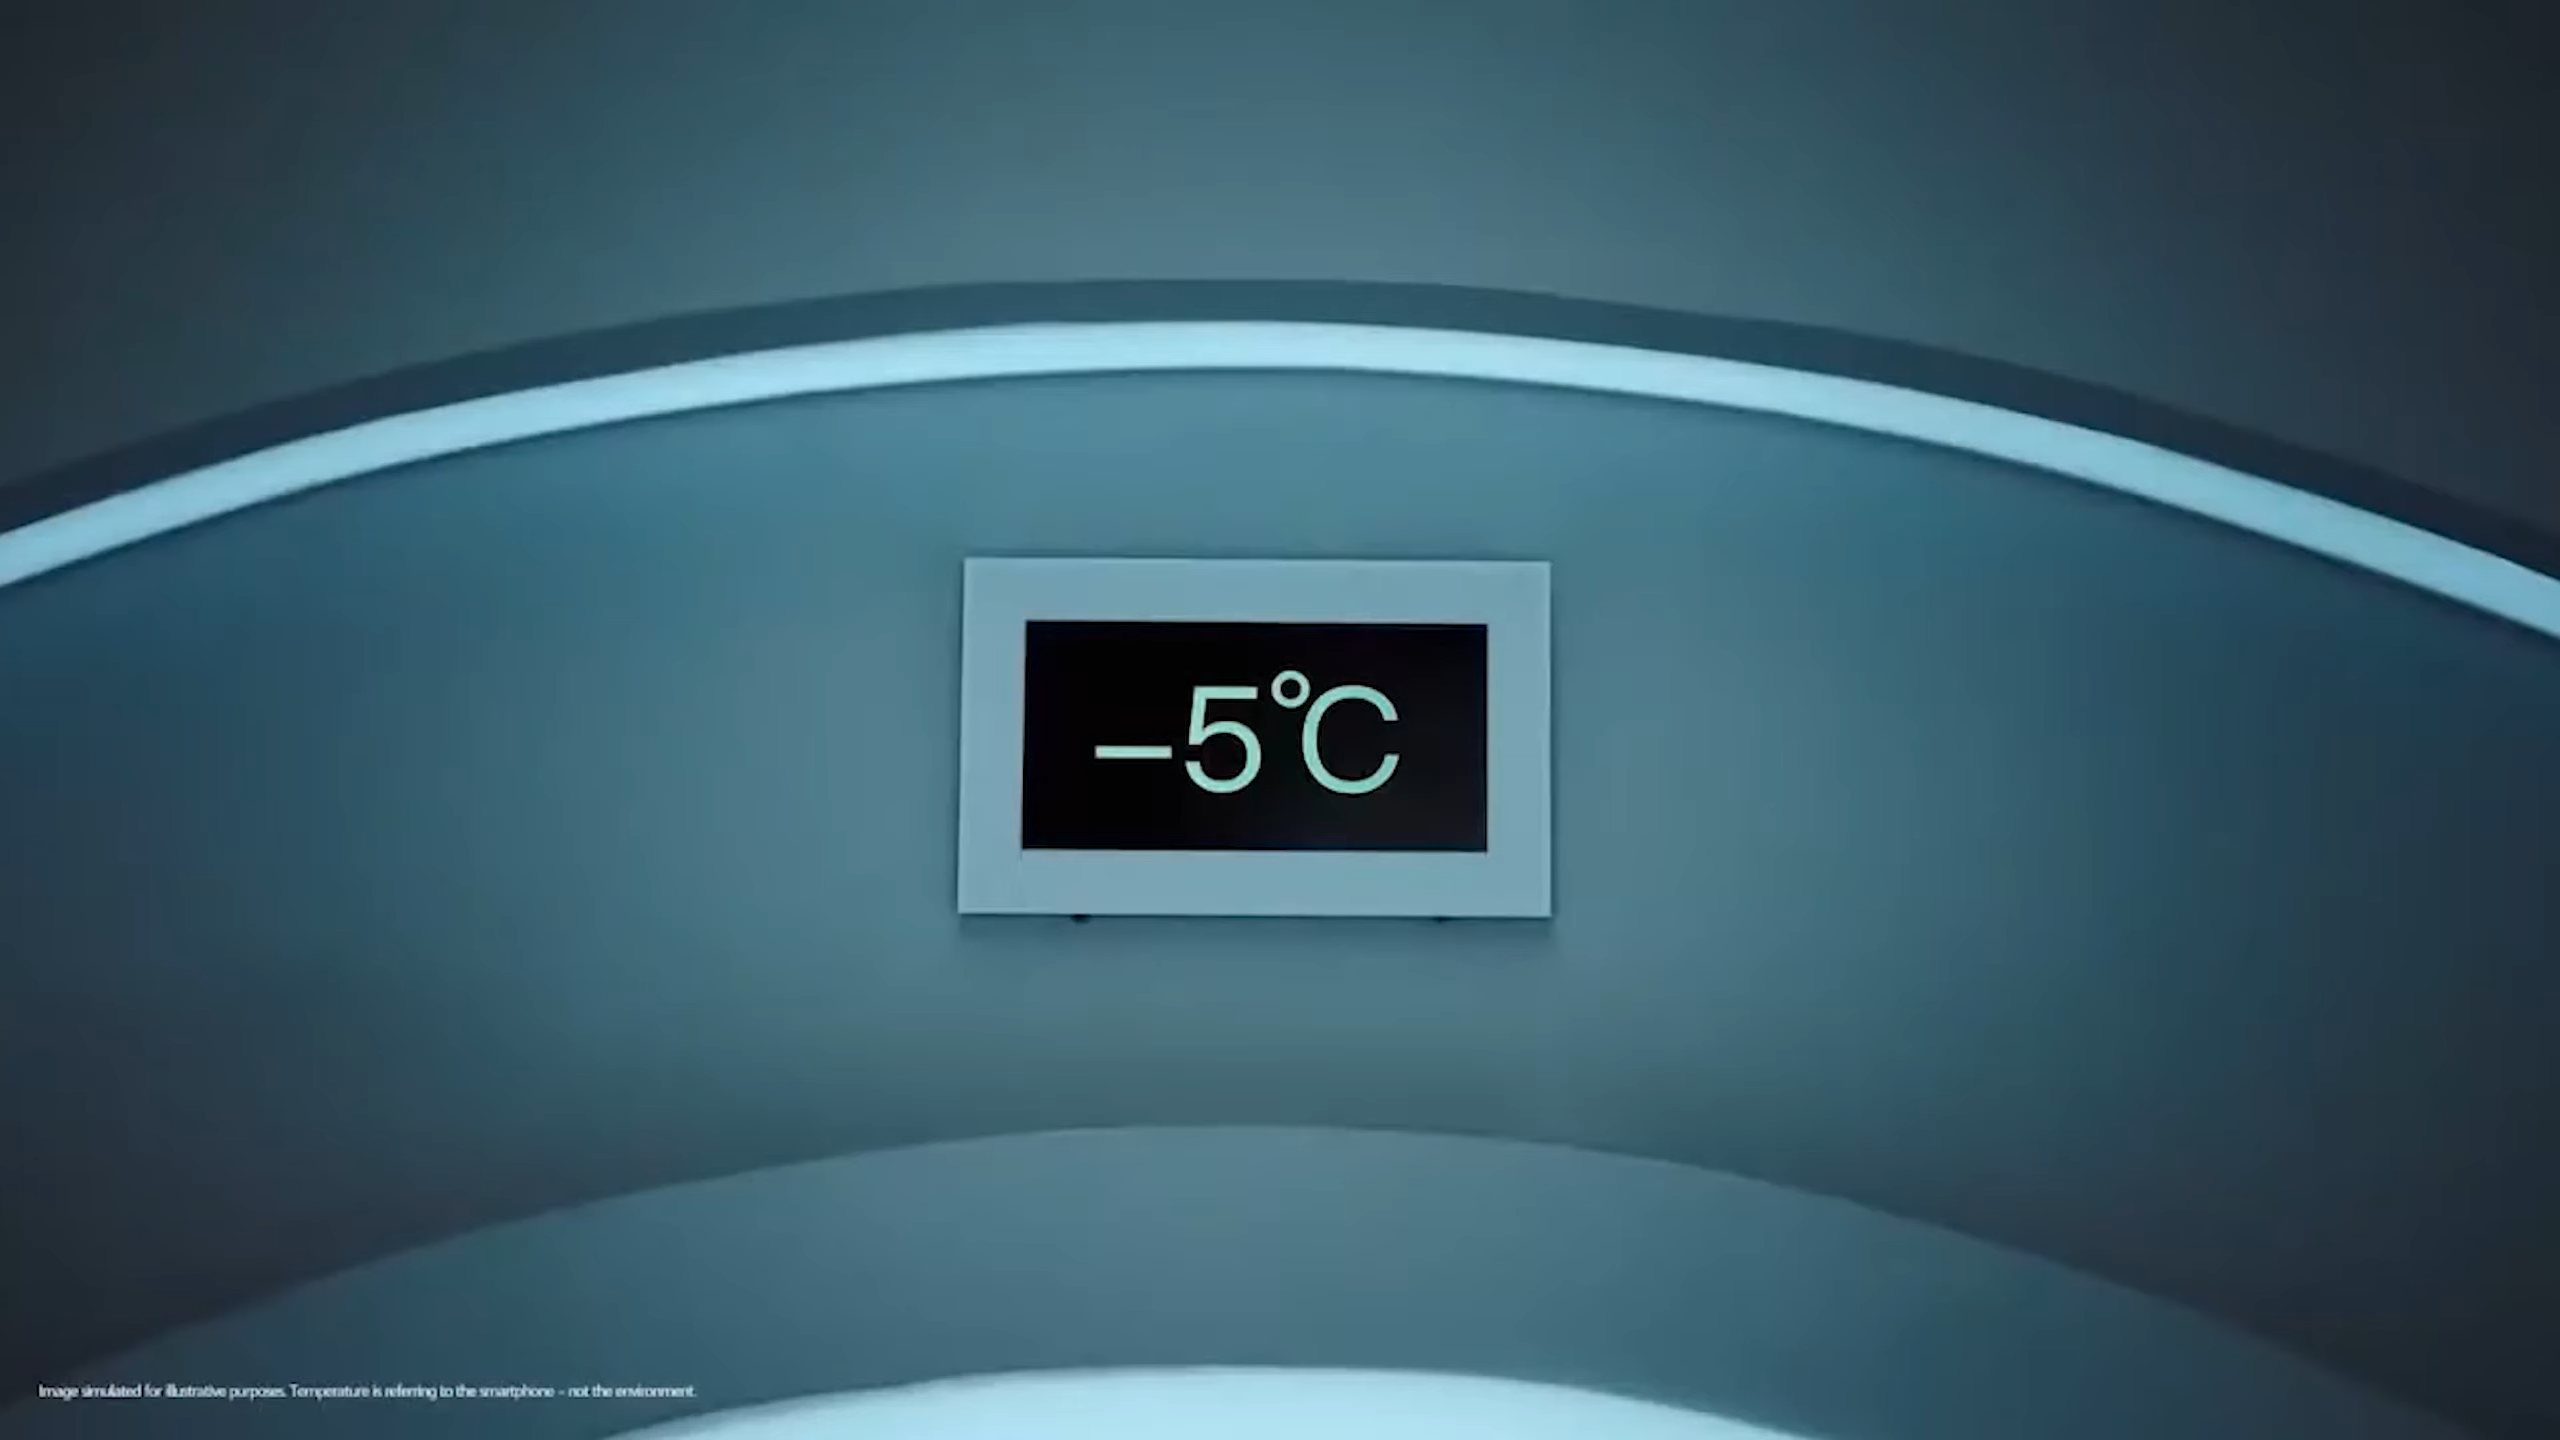 –5°C
Image simulated for illustrative purposes. Temperature is referring to the smartphone – not the environment.